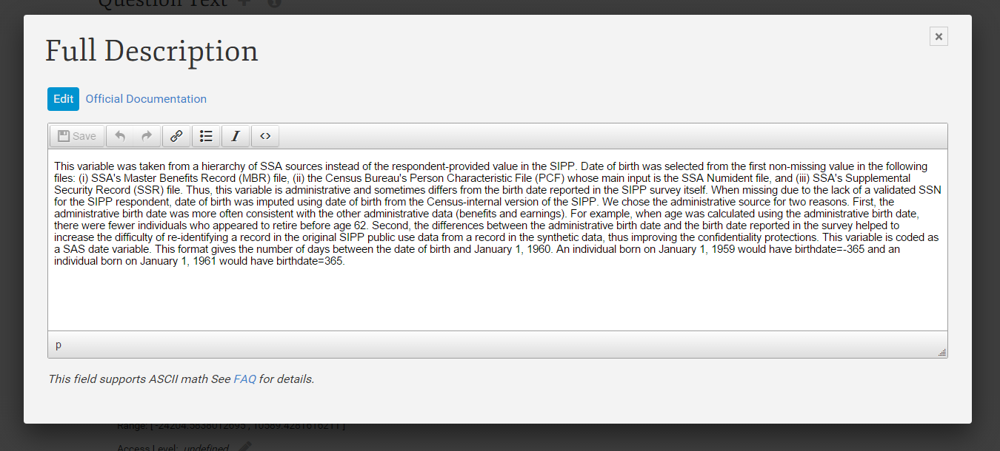 Question Text
Full Description
×
Edit Official Documentation
Save
This variable was taken from a hierarchy of SSA sources instead of the respondent-provided value in the SIPP. Date of birth was selected from the first non-missing value in the following
files: (i) SSA's Master Benefits Record (MBR) file, (ii) the Census Bureau's Person Characteristic File (PCF) whose main input is the SSA Numident file, and (iii) SSA's Supplemental
Security Record (SSR) file. Thus, this variable is administrative and sometimes differs from the birth date reported in the SIPP survey itself. When missing due to the lack of a validated SSN
for the SIPP respondent, date of birth was imputed using date of birth from the Census-internal version of the SIPP. We chose the administrative source for two reasons. First, the
administrative birth date was more often consistent with the other administrative data (benefits and earnings). For example, when age was calculated using the administrative birth date,
there were fewer individuals who appeared to retire before age 62. Second, the differences between the administrative birth date and the birth date reported in the survey helped to
increase the difficulty of re-identifying a record in the original SIPP public use data from a record in the synthetic data, thus improving the confidentiality protections. This variable is coded as
a SAS date variable. This format gives the number of days between the date of birth and January 1, 1960. An individual born on January 1, 1959 would have birthdate=-365 and an
individual born on January 1, 1961 would have birthdate=365.
p
This field supports ASCII math See FAQ for details.
Range: [ -24204.5838012695 , 10589.4281616211 ]
Access Level: undefined